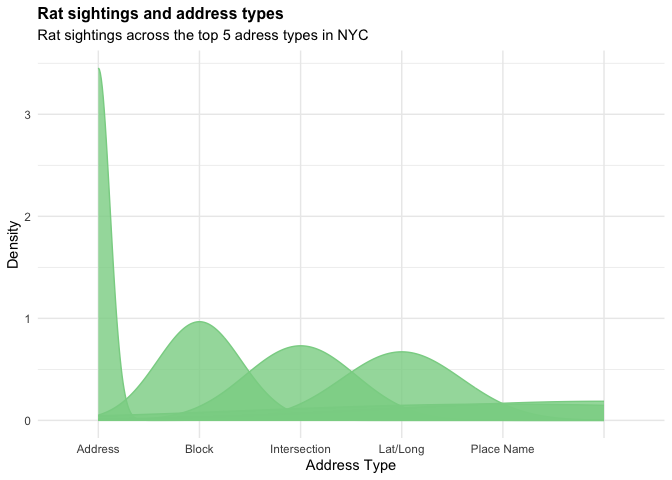 Rat sightings and address types
Rat sightings across the top 5 adress types in NYC
3
2
1
0
Density
Address Block Intersection Lat/Long Place Name
Address Type